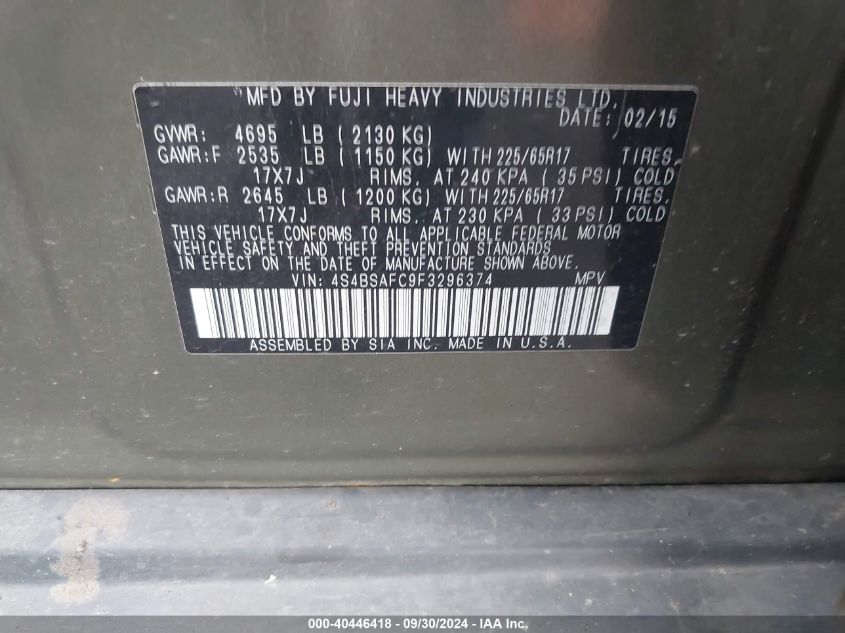 MFD BY FUJI HEAVY INDUSTRIES LTD.
DATE: 02/15
GVWR: 4695 LB ( 2130 KG)
GAWR:F 2535 LB ( 1150 KG) WITH 225/65R17 TIRES,
17X7J RIMS, AT 240 KPA ( 35 PSI) COLD
GAWR:R 2645 LB ( 1200 KG) WITH 225/65R17 TIRES,
17X7J RIMS, AT 230 KPA ( 33 PSI) COLD
THIS VEHICLE CONFORMS TO ALL APPLICABLE FEDERAL MOTOR
VEHICLE SAFETY AND THEFT PREVENTION STANDARDS
IN EFFECT ON THE DATE OF MANUFACTURE SHOWN ABOVE.
VIN: 4S4BSAFC9F3296374 MPV
ASSEMBLED BY SIA INC. MADE IN U.S.A.
000-40446418 - 09/30/2024 - IAA Inc.